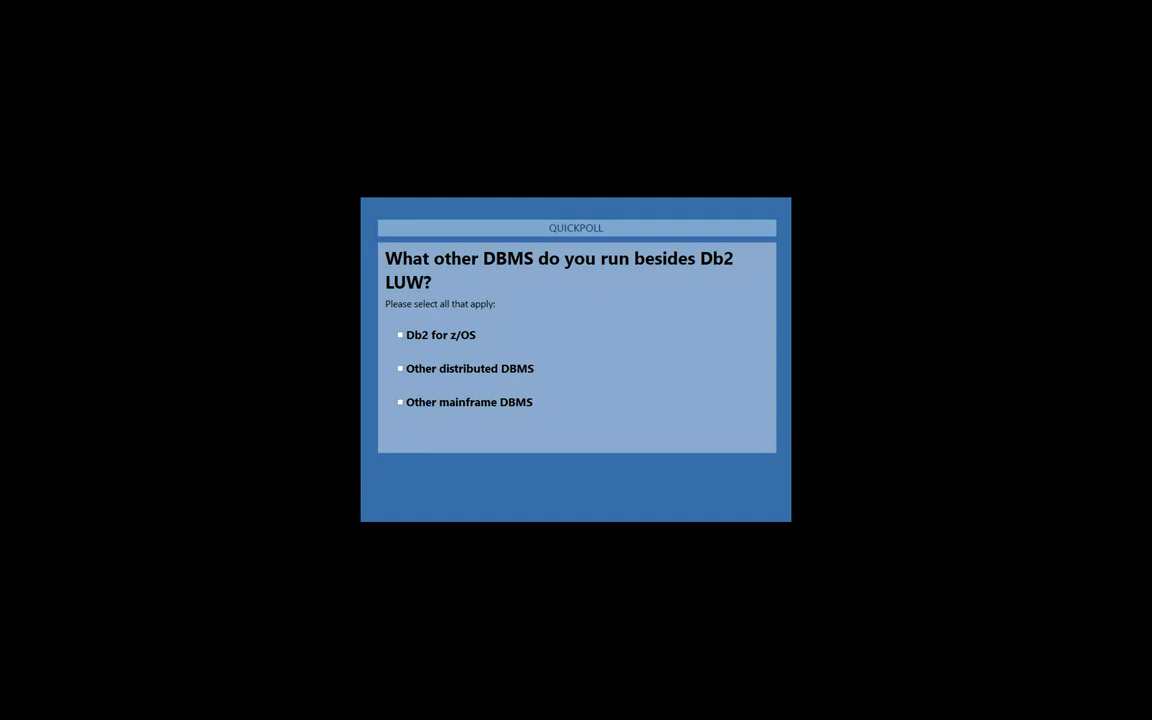 QUICKPOLL
What other DBMS do you run besides Db2
LUW?
Please select all that apply:
Db2 for z/OS
Other distributed DBMS
Other mainframe DBMS